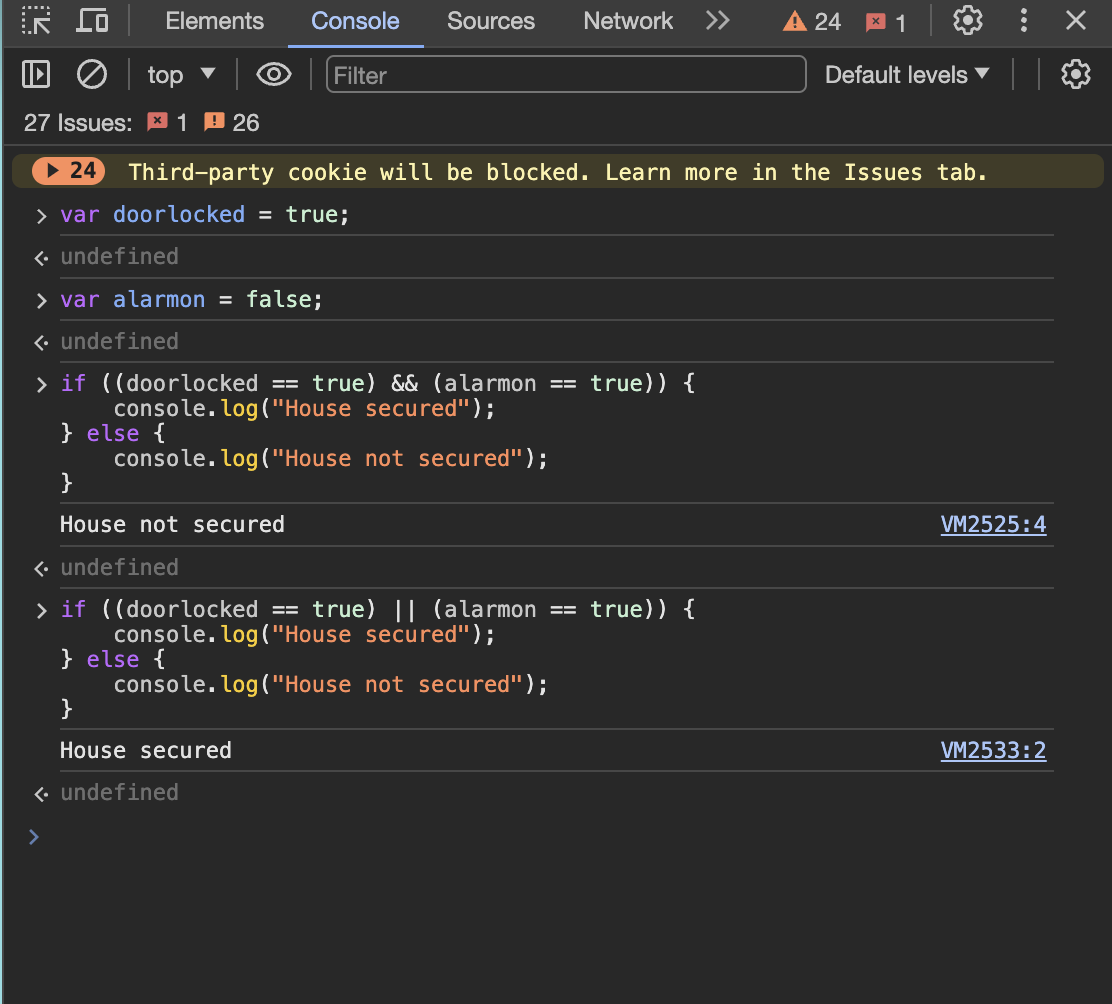 Elements Console Sources Network 24 1
top Filter Default levels
27 Issues: 1 26
24 Third-party cookie will be blocked. Learn more in the Issues tab.
> var doorlocked = true;
undefined
> var alarmon = false;
undefined
> if ((doorlocked == true) && (alarmon == true)) {
    console.log("House secured");
} else {
    console.log("House not secured");
}
House not secured VM2525:4
undefined
> if ((doorlocked == true) || (alarmon == true)) {
    console.log("House secured");
} else {
    console.log("House not secured");
}
House secured VM2533:2
undefined
>